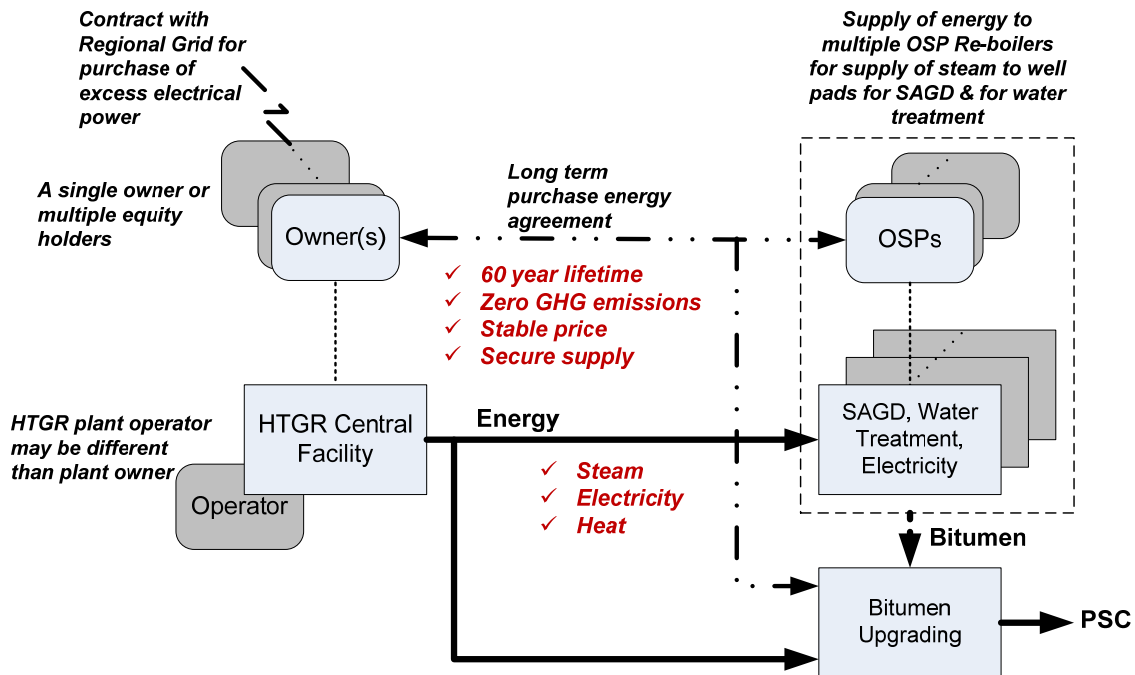 Contract with
Regional Grid for
purchase of
excess electrical
power
Supply of energy to
multiple OSP Re-boilers
for supply of steam to well
pads for SAGD & for water
treatment
A single owner or
multiple equity
holders
Owner(s)
Long term
purchase energy
agreement
OSPs
✓ 60 year lifetime
✓ Zero GHG emissions
✓ Stable price
✓ Secure supply
HTGR plant operator
may be different
than plant owner
HTGR Central
Facility
Operator
Energy
✓ Steam
✓ Electricity
✓ Heat
SAGD, Water
Treatment,
Electricity
Bitumen
Bitumen
Upgrading
PSC